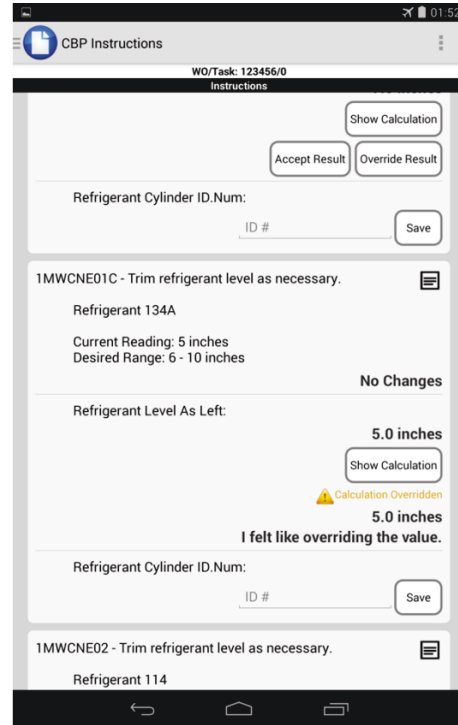 01:52
CBP Instructions
WO/Task: 123456/0
Instructions
Show Calculation
Accept Result Override Result
Refrigerant Cylinder ID.Num:
ID # Save
1MWCNE01C - Trim refrigerant level as necessary.
Refrigerant 134A
Current Reading: 5 inches
Desired Range: 6 - 10 inches
No Changes
Refrigerant Level As Left:
5.0 inches
Show Calculation
Calculation Overridden
5.0 inches
I felt like overriding the value.
Refrigerant Cylinder ID.Num:
ID # Save
1MWCNE02 - Trim refrigerant level as necessary.
Refrigerant 114